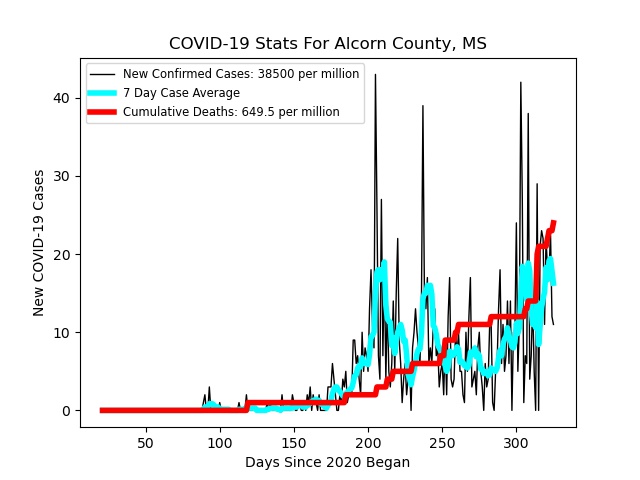 COVID-19 Stats For Alcorn County, MS
New Confirmed Cases: 38500 per million
7 Day Case Average
Cumulative Deaths: 649.5 per million
New COVID-19 Cases
40
30
20
10
0
50 100 150 200 250 300
Days Since 2020 Began